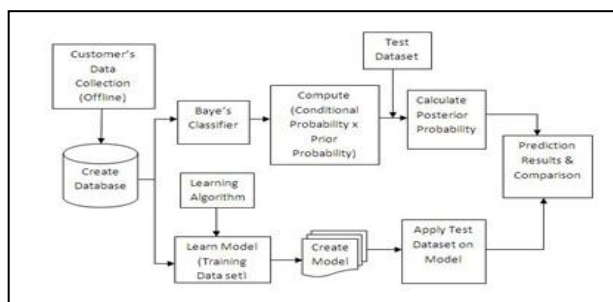 Customer's
Data
Collection
(Offline)
Create
Database
Baye's
Classifier
Compute
(Conditional
Probability x
Prior
Probability)
Test
Dataset
Calculate
Posterior
Probability
Prediction
Results &
Comparison
Learning
Algorithm
Learn Model
(Training
Data set)
Create
Model
Apply Test
Dataset on
Model